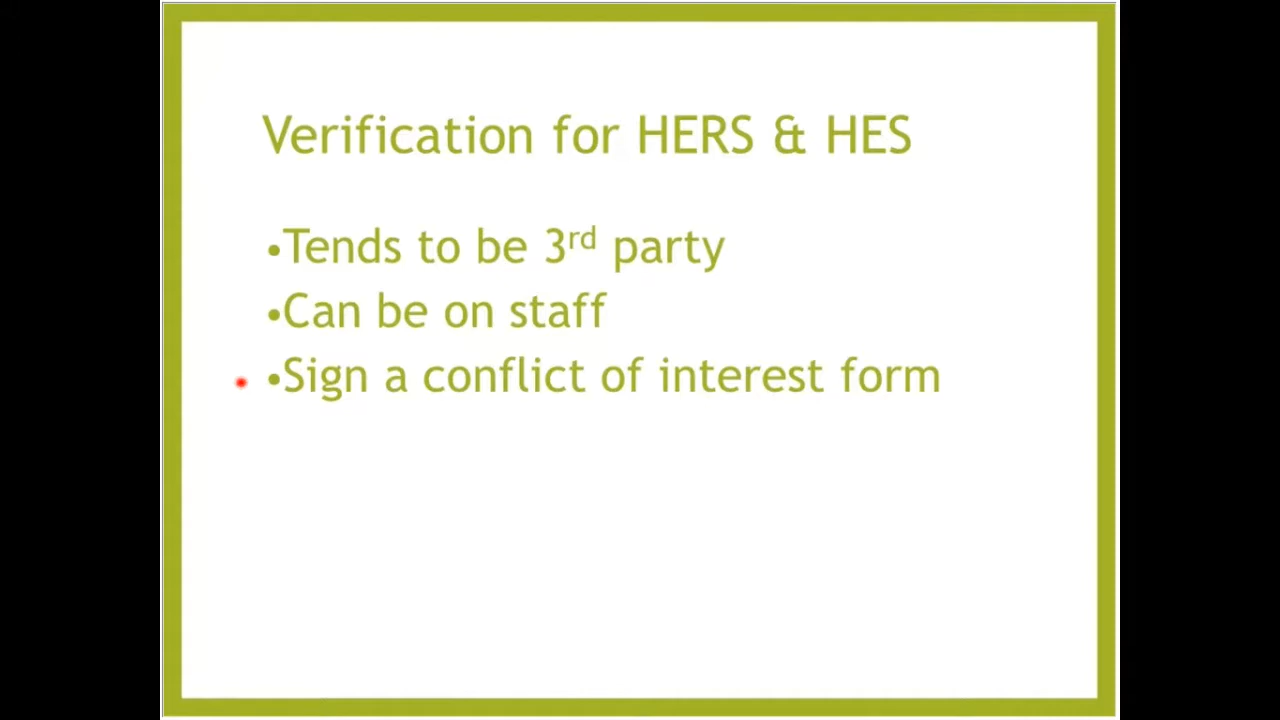 Verification for HERS & HES
•Tends to be 3rd party
•Can be on staff
•Sign a conflict of interest form